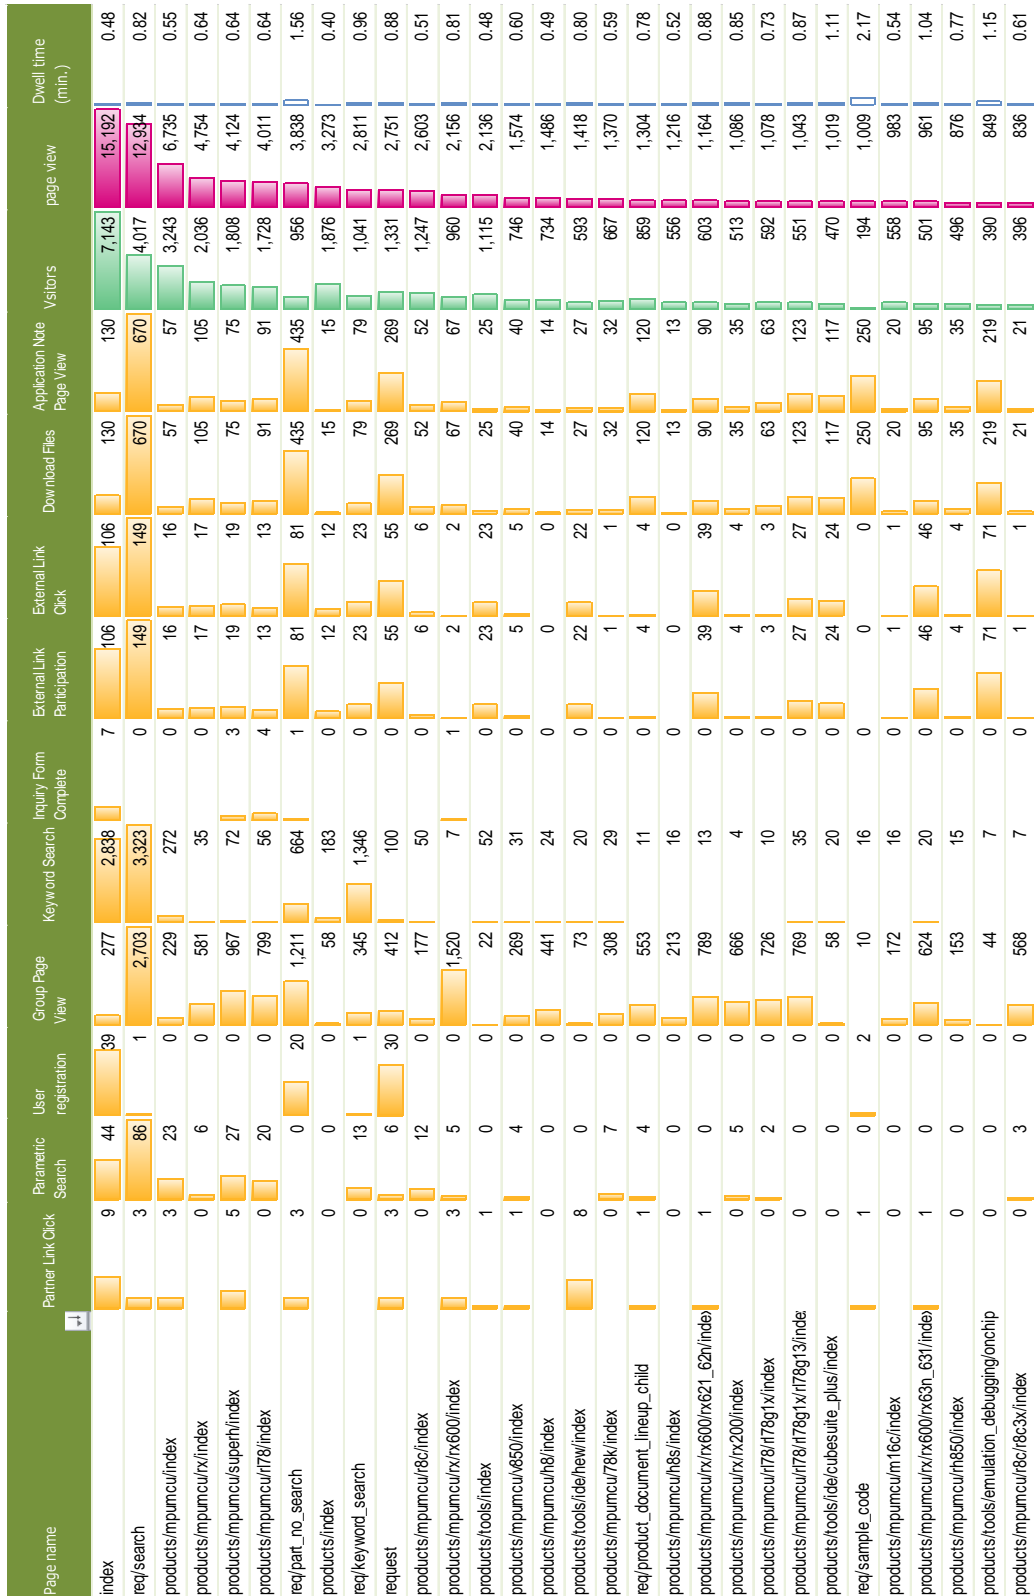 Page name Partner Link Click Parametric Search User registration Group Page View Keyword Search Inquiry Form Complete External Link Participation External Link Click Download Files Application Note Page View Vsitors page view Dwell time (min.)
index 9 44 39 277 2,838 7 106 106 130 130 7,143 15,192 0.48
req/search 3 86 1 2,703 3,323 0 149 149 670 670 4,017 12,934 0.82
products/mpumcu/index 3 23 0 229 272 0 16 16 57 57 3,243 6,735 0.55
products/mpumcu/rx/index 0 6 0 581 35 0 17 17 105 105 2,036 4,754 0.64
products/mpumcu/superh/index 5 27 0 967 72 3 19 19 75 75 1,808 4,124 0.64
products/mpumcu/rl78/index 0 20 0 799 56 4 13 13 91 91 1,728 4,011 0.64
req/part_no_search 3 0 20 1,211 664 1 81 81 435 435 956 3,838 1.56
products/index 0 0 0 58 183 0 12 12 15 15 1,876 3,273 0.40
req/keyword_search 0 13 1 345 1,346 0 23 23 79 79 1,041 2,811 0.96
request 3 6 30 412 100 0 55 55 269 269 1,331 2,751 0.88
products/mpumcu/r8c/index 0 12 0 177 50 0 6 6 52 52 1,247 2,603 0.51
products/mpumcu/rx/rx600/index 3 5 0 1,520 7 1 2 2 67 67 960 2,156 0.81
products/tools/index 1 0 0 22 52 0 23 23 25 25 1,115 2,136 0.48
products/mpumcu/v850/index 1 4 0 269 31 0 5 5 40 40 746 1,574 0.60
products/mpumcu/h8/index 0 0 0 441 24 0 0 0 14 14 734 1,486 0.49
products/tools/ide/hew/index 8 0 0 73 20 0 22 22 27 27 593 1,418 0.80
products/mpumcu/78k/index 0 7 0 308 29 0 1 1 32 32 667 1,370 0.59
req/product_document_lineup_child 1 4 0 553 11 0 4 4 120 120 859 1,304 0.78
products/mpumcu/h8s/index 0 0 0 213 16 0 0 0 13 13 556 1,216 0.52
products/mpumcu/rx/rx600/rx621_62n/index 1 0 0 789 13 0 39 39 90 90 603 1,164 0.88
products/mpumcu/rx/rx200/index 0 5 0 666 4 0 4 4 35 35 513 1,086 0.85
products/mpumcu/rl78/rl78g1x/index 0 2 0 726 10 0 3 3 63 63 592 1,078 0.73
products/mpumcu/rl78/rl78g1x/rl78g13/inde 0 0 0 769 35 0 27 27 123 123 551 1,043 0.87
products/tools/ide/cubesuite_plus/index 0 0 0 58 20 0 24 24 117 117 470 1,019 1.11
req/sample_code 1 0 2 10 16 0 0 0 250 250 194 1,009 2.17
products/mpumcu/m16c/index 0 0 0 172 16 0 1 1 20 20 558 983 0.54
products/mpumcu/rx/rx600/rx63n_631/index 1 0 0 624 20 0 46 46 95 95 501 961 1.04
products/mpumcu/rh850/index 0 0 0 153 15 0 4 4 35 35 496 876 0.77
products/tools/emulation_debugging/onchip 0 0 0 44 7 0 71 71 219 219 390 849 1.15
products/mpumcu/r8c/r8c3x/index 0 3 0 568 7 0 1 1 21 21 396 836 0.61